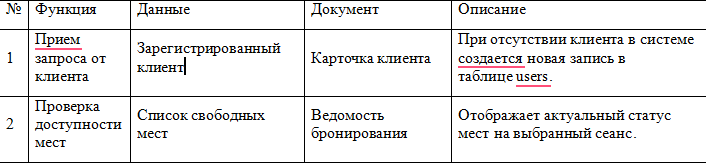 № Функция Данные Документ Описание
1 Прием запроса от клиента Зарегистрированный клиент Карточка клиента При отсутствии клиента в системе создается новая запись в таблице users.
2 Проверка доступности мест Список свободных мест Ведомость бронирования Отображает актуальный статус мест на выбранный сеанс.